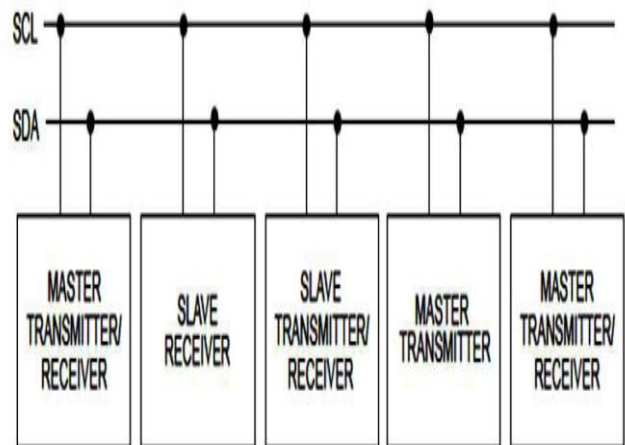 SCL
SDA
MASTER
TRANSMITTER/
RECEIVER
SLAVE
RECEIVER
SLAVE
TRANSMITTER/
RECEIVER
MASTER
TRANSMITTER
MASTER
TRANSMITTER/
RECEIVER